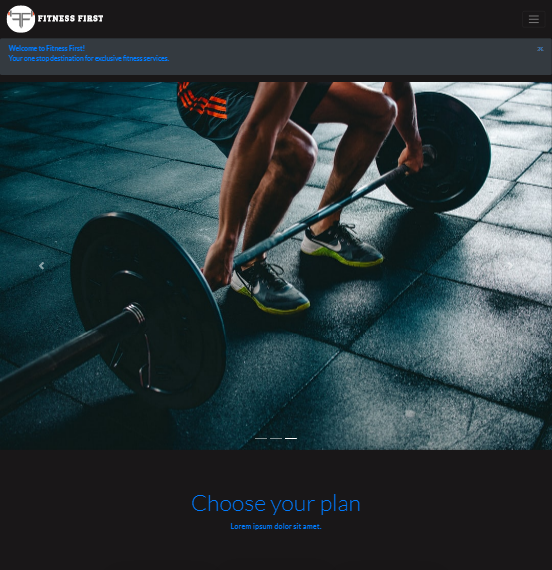 FITNESS FIRST
Welcome to Fitness First!
Your one stop destination for exclusive fitness services.
Choose your plan
Lorem ipsum dolor sit amet.